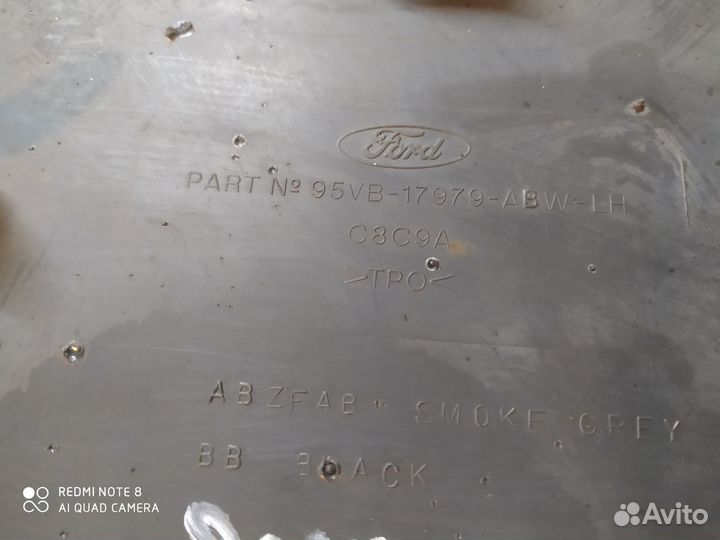 Ford
PART Nº 95VB-17979-ABW-LH
C8C9A
>TPO<
ABZFAB- SMOKE GREY
BB BLACK
REDMI NOTE 8
AI QUAD CAMERA
Avito